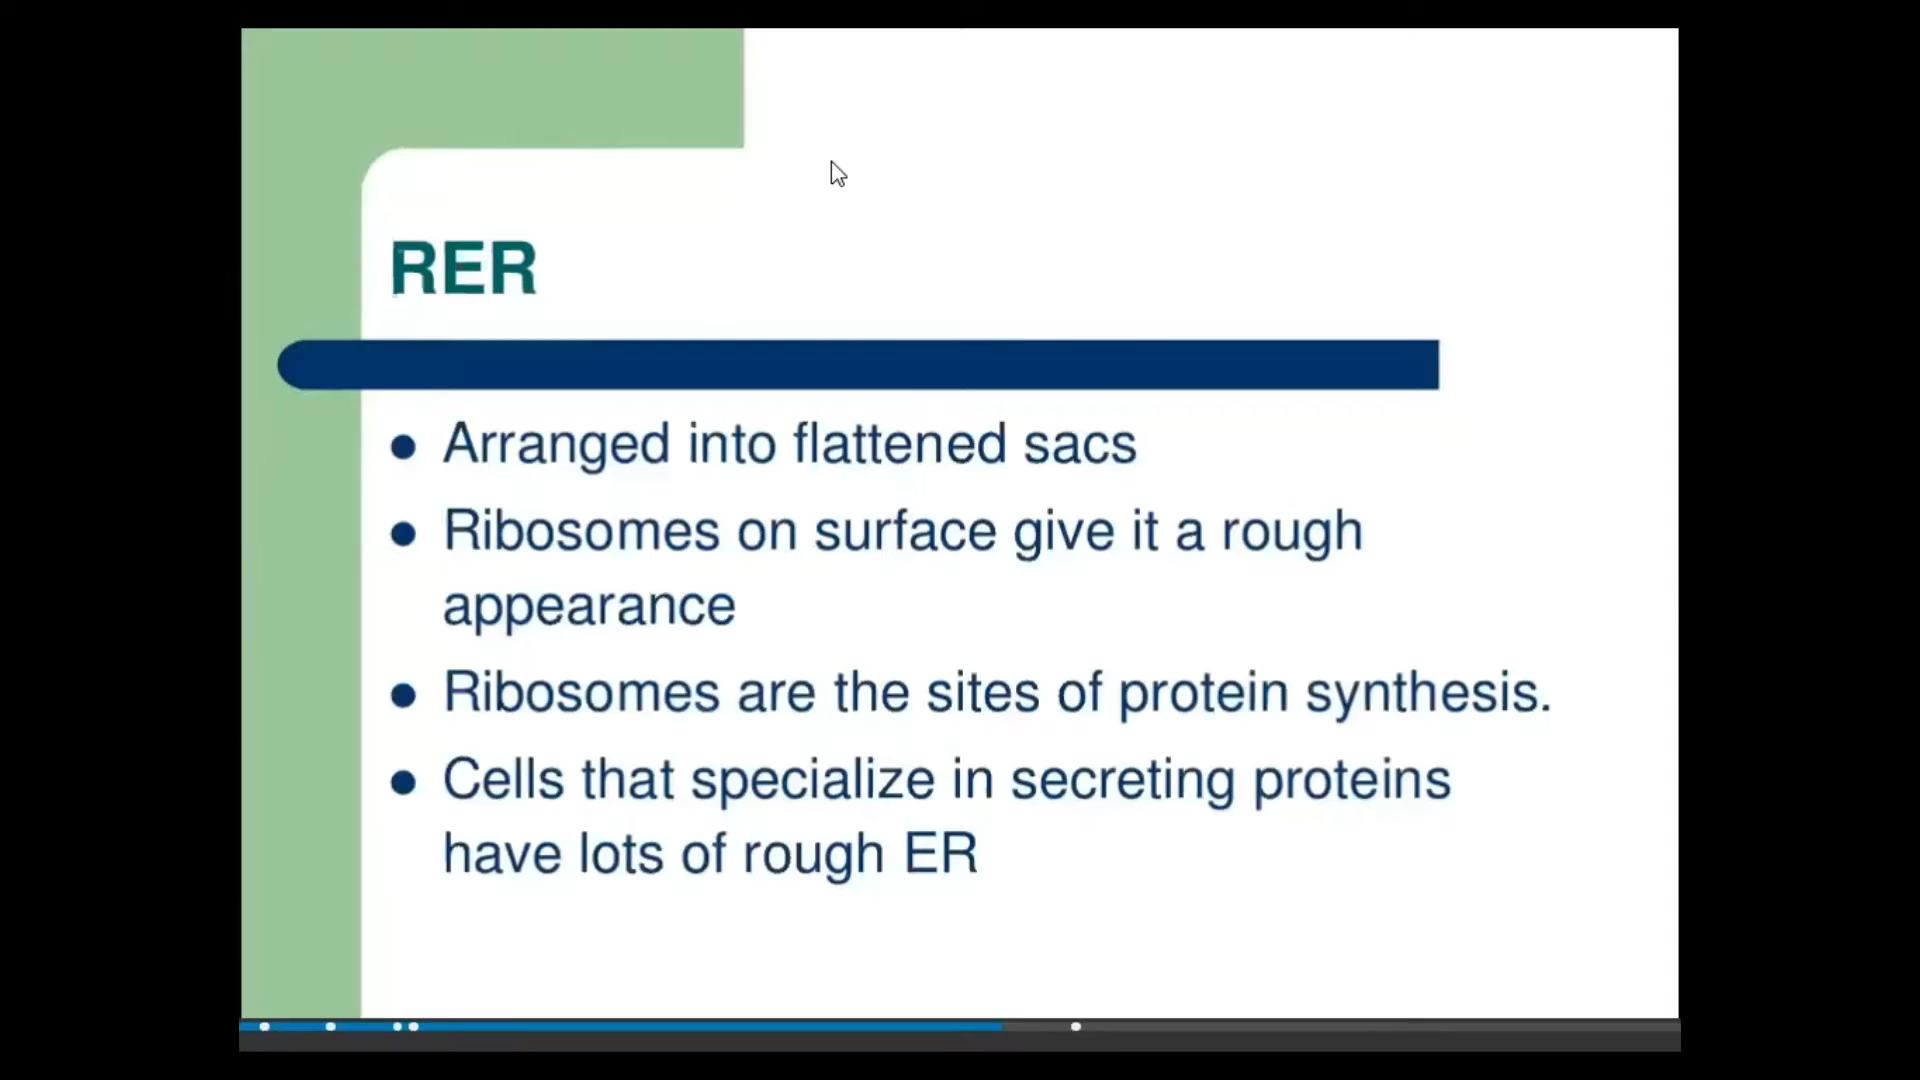 RER
● Arranged into flattened sacs
● Ribosomes on surface give it a rough
appearance
● Ribosomes are the sites of protein synthesis.
● Cells that specialize in secreting proteins
have lots of rough ER